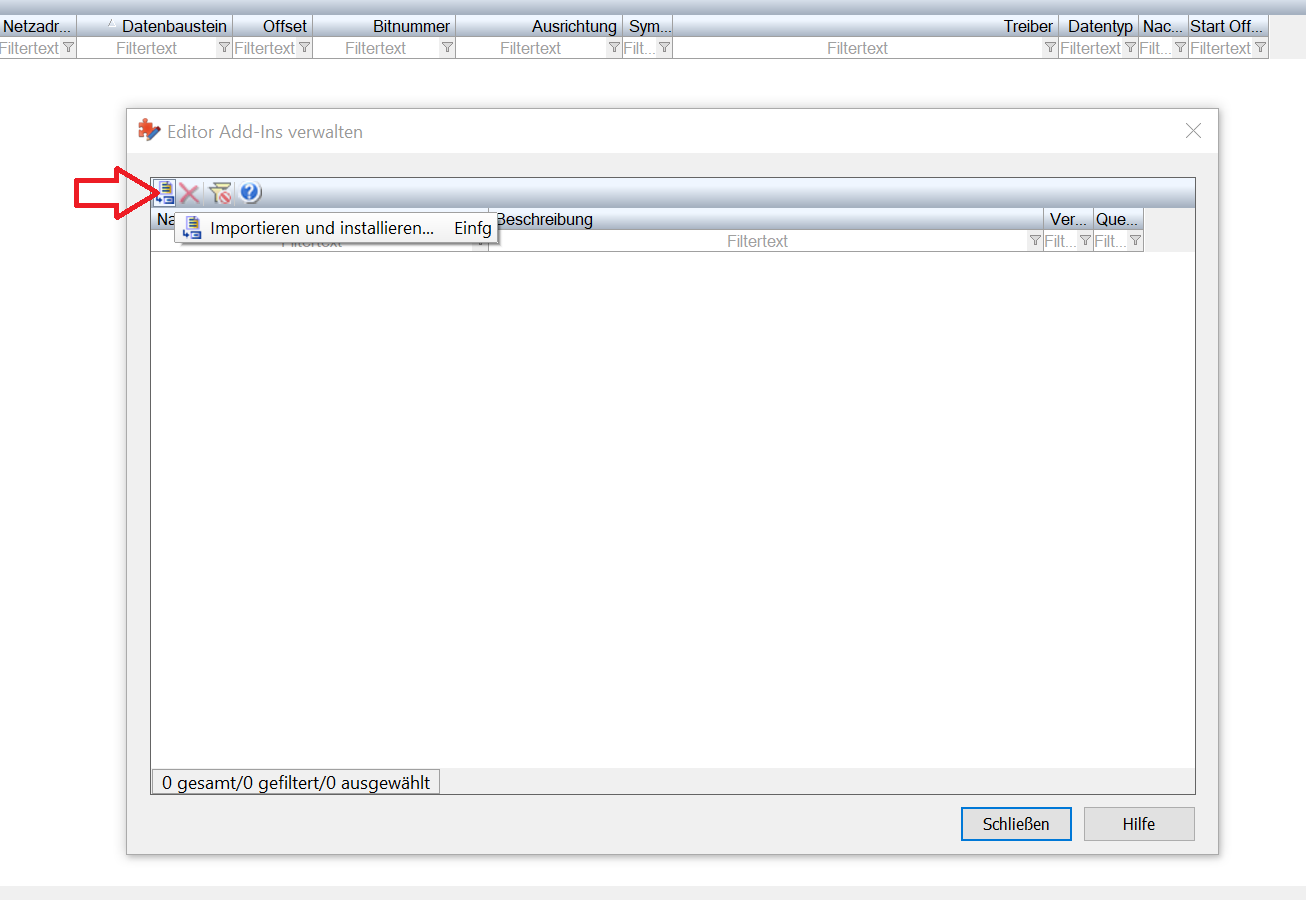 Netzadr... Datenbaustein Offset Bitnummer Ausrichtung Sym... Treiber Datentyp Nac... Start Off...
Filtertext Filtertext Filtertext Filtertext Filtertext Filt... Filtertext Filtertext Filt... Filtertext
Editor Add-Ins verwalten
Na Beschreibung Ver... Que...
Importieren und installieren... Einfg
Filtertext Filtertext Filt... Filt...
0 gesamt/0 gefiltert/0 ausgewählt
Schließen Hilfe